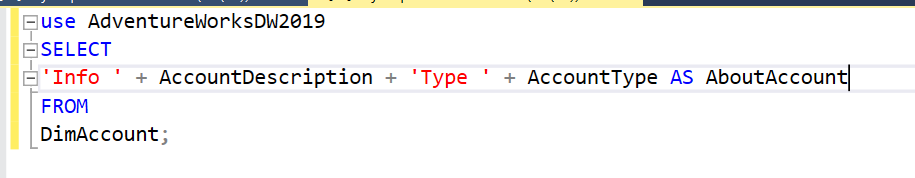 use AdventureWorksDW2019
SELECT
'Info ' + AccountDescription + 'Type ' + AccountType AS AboutAccount
FROM
DimAccount;